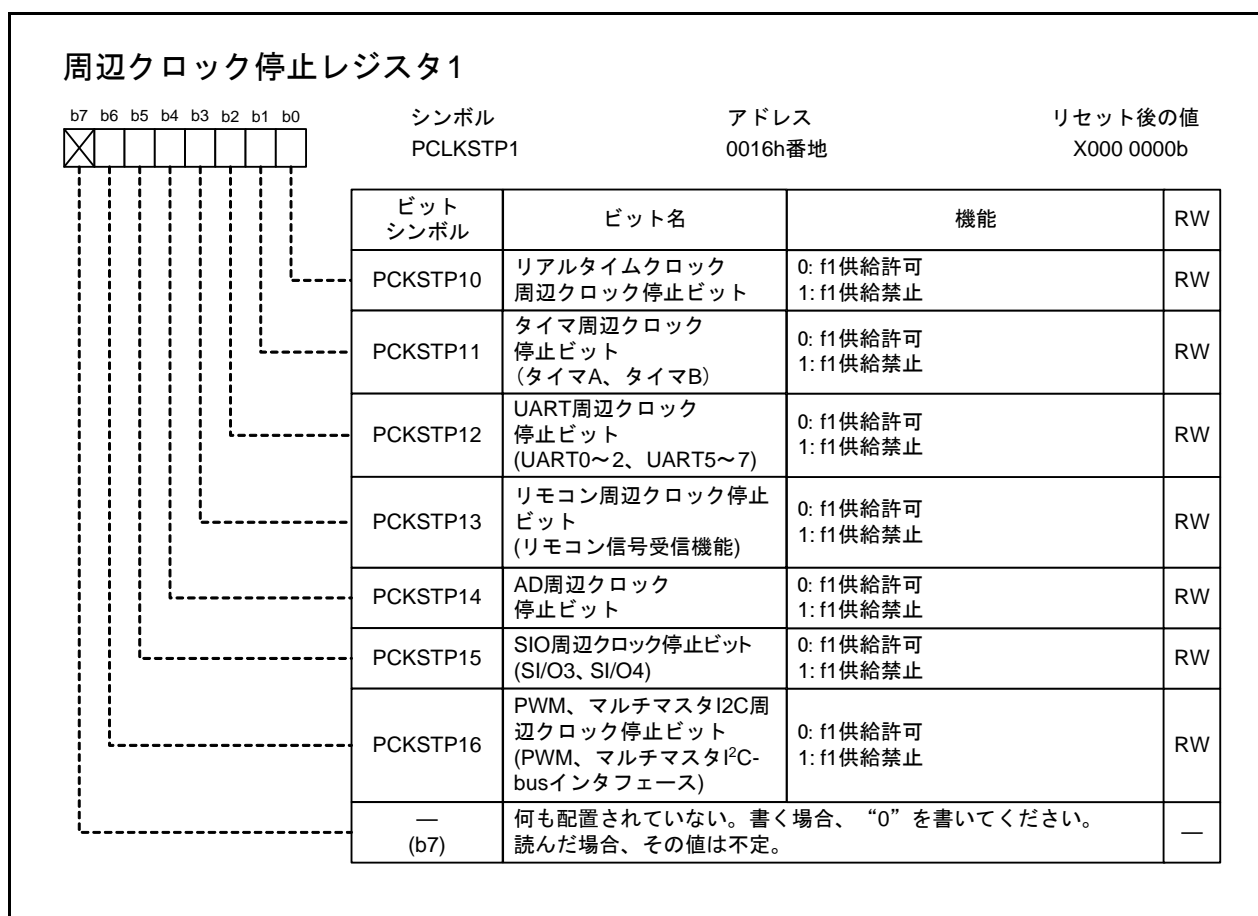 周辺クロック停止レジスタ1
b7 b6 b5 b4 b3 b2 b1 b0
シンボル アドレス リセット後の値
PCLKSTP1 0016h番地 X000 0000b
ビット
シンボル
ビット名
機能
RW
PCKSTP10
リアルタイムクロック
周辺クロック停止ビット
0: f1供給許可
1: f1供給禁止
RW
PCKSTP11
タイマ周辺クロック
停止ビット
（タイマA、タイマB）
0: f1供給許可
1: f1供給禁止
RW
PCKSTP12
UART周辺クロック
停止ビット
(UART0～2、UART5～7)
0: f1供給許可
1: f1供給禁止
RW
PCKSTP13
リモコン周辺クロック停止
ビット
(リモコン信号受信機能)
0: f1供給許可
1: f1供給禁止
RW
PCKSTP14
AD周辺クロック
停止ビット
0: f1供給許可
1: f1供給禁止
RW
PCKSTP15
SIO周辺クロック停止ビット
(SI/O3、SI/O4)
0: f1供給許可
1: f1供給禁止
RW
PCKSTP16
PWM、マルチマスタI2C周
辺クロック停止ビット
(PWM、マルチマスタI²C-
busインタフェース)
0: f1供給許可
1: f1供給禁止
RW
—
(b7)
何も配置されていない。書く場合、“0”を書いてください。
読んだ場合、その値は不定。
—